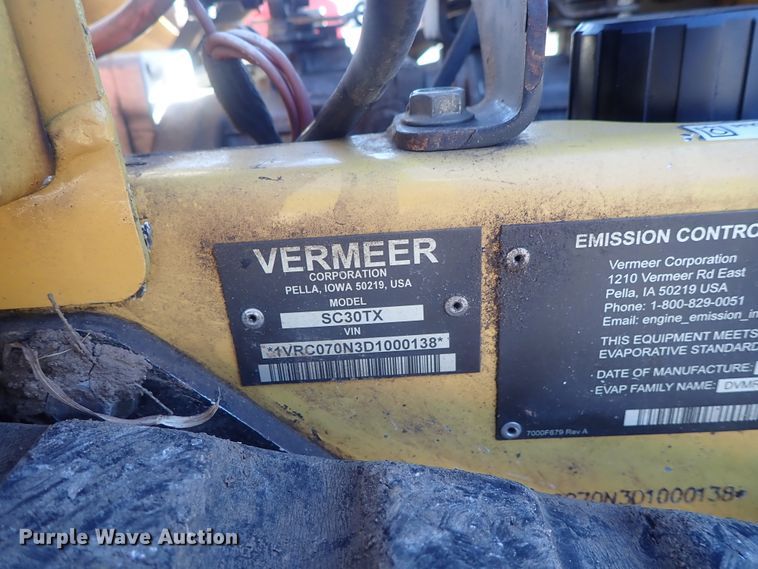 VERMEER
CORPORATION
PELLA, IOWA 50219, USA
MODEL
SC30TX
VIN
*1VRC070N3D1000138*
EMISSION CONTRO
Vermeer Corporation
1210 Vermeer Rd East
Pella, IA 50219 USA
Phone: 1-800-829-0051
Email: engine_emission_in
THIS EQUIPMENT MEETS
EVAPORATIVE STANDARD
DATE OF MANUFACTURE:
EVAP FAMILY NAME: DVMR
7000F679 Rev A
C070N3D1000138*
Purple Wave Auction